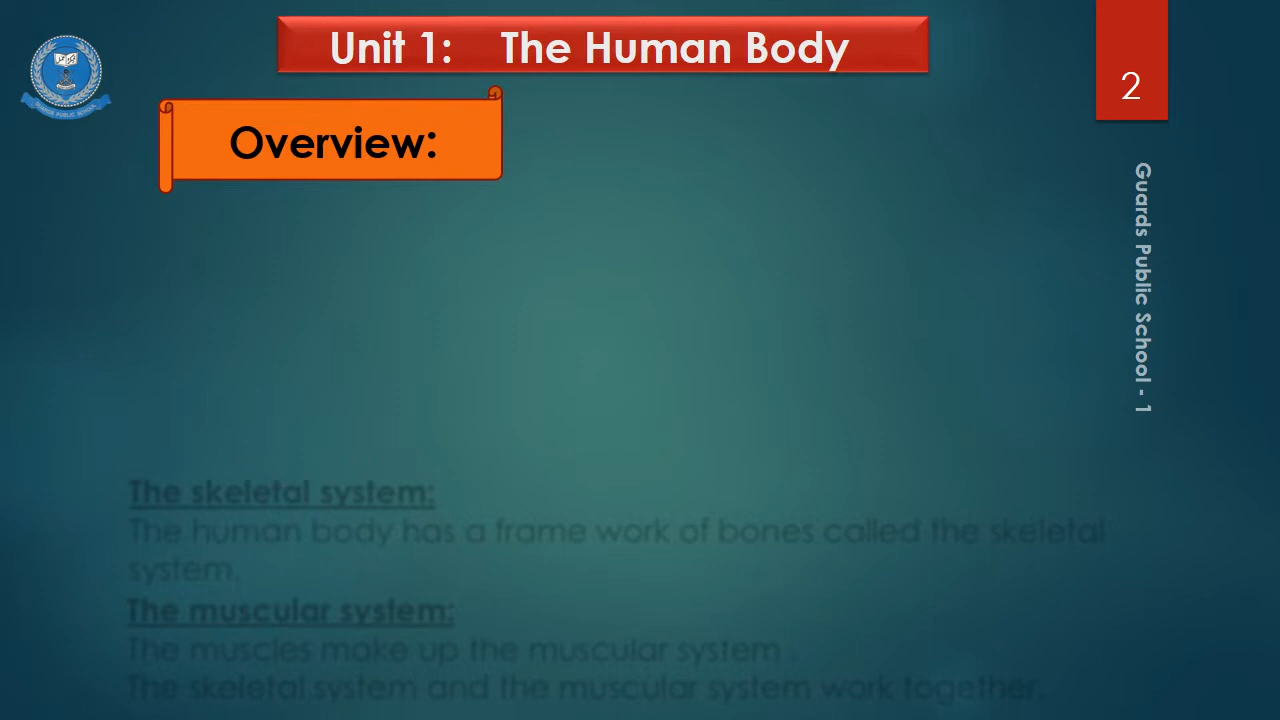 Unit 1: The Human Body
2
Overview:
Guards Public School - 1
The skeletal system:
The human body has a frame work of bones called the skeletal
system.
The muscular system:
The muscles make up the muscular system .
The skeletal system and the muscular system work together.